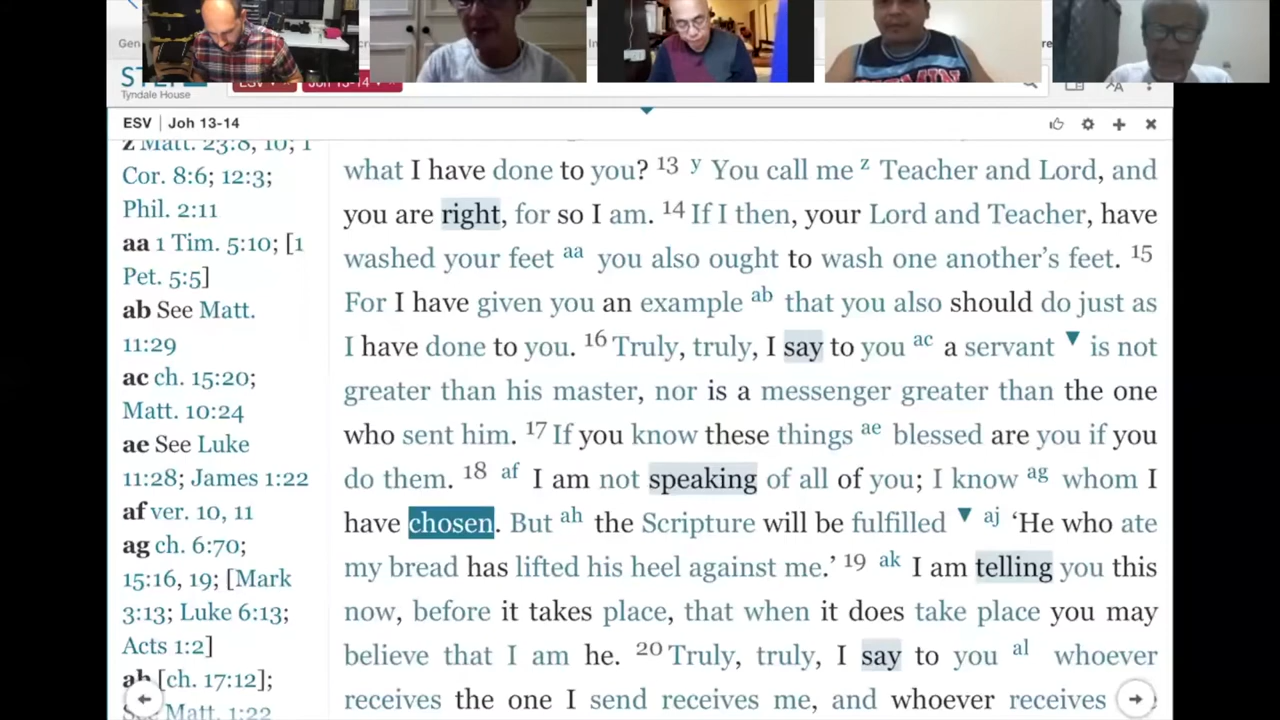 Gen
STEP
Tyndale House
ESV
Joh 13-14
ESV | Joh 13-14
z Matt. 23:8, 10; 1
Cor. 8:6; 12:3;
Phil. 2:11
aa 1 Tim. 5:10; [1
Pet. 5:5]
ab See Matt.
11:29
ac ch. 15:20;
Matt. 10:24
ae See Luke
11:28; James 1:22
af ver. 10, 11
ag ch. 6:70;
15:16, 19; [Mark
3:13; Luke 6:13;
Acts 1:2]
ah [ch. 17:12];
See Matt. 1:22
what I have done to you? 13 y You call me z Teacher and Lord, and
you are right, for so I am. 14 If I then, your Lord and Teacher, have
washed your feet aa you also ought to wash one another’s feet. 15
For I have given you an example ab that you also should do just as
I have done to you. 16 Truly, truly, I say to you ac a servant ▼ is not
greater than his master, nor is a messenger greater than the one
who sent him. 17 If you know these things ae blessed are you if you
do them. 18 af I am not speaking of all of you; I know ag whom I
have chosen. But ah the Scripture will be fulfilled ▼ aj ‘He who ate
my bread has lifted his heel against me.’ 19 ak I am telling you this
now, before it takes place, that when it does take place you may
believe that I am he. 20 Truly, truly, I say to you al whoever
receives the one I send receives me, and whoever receives